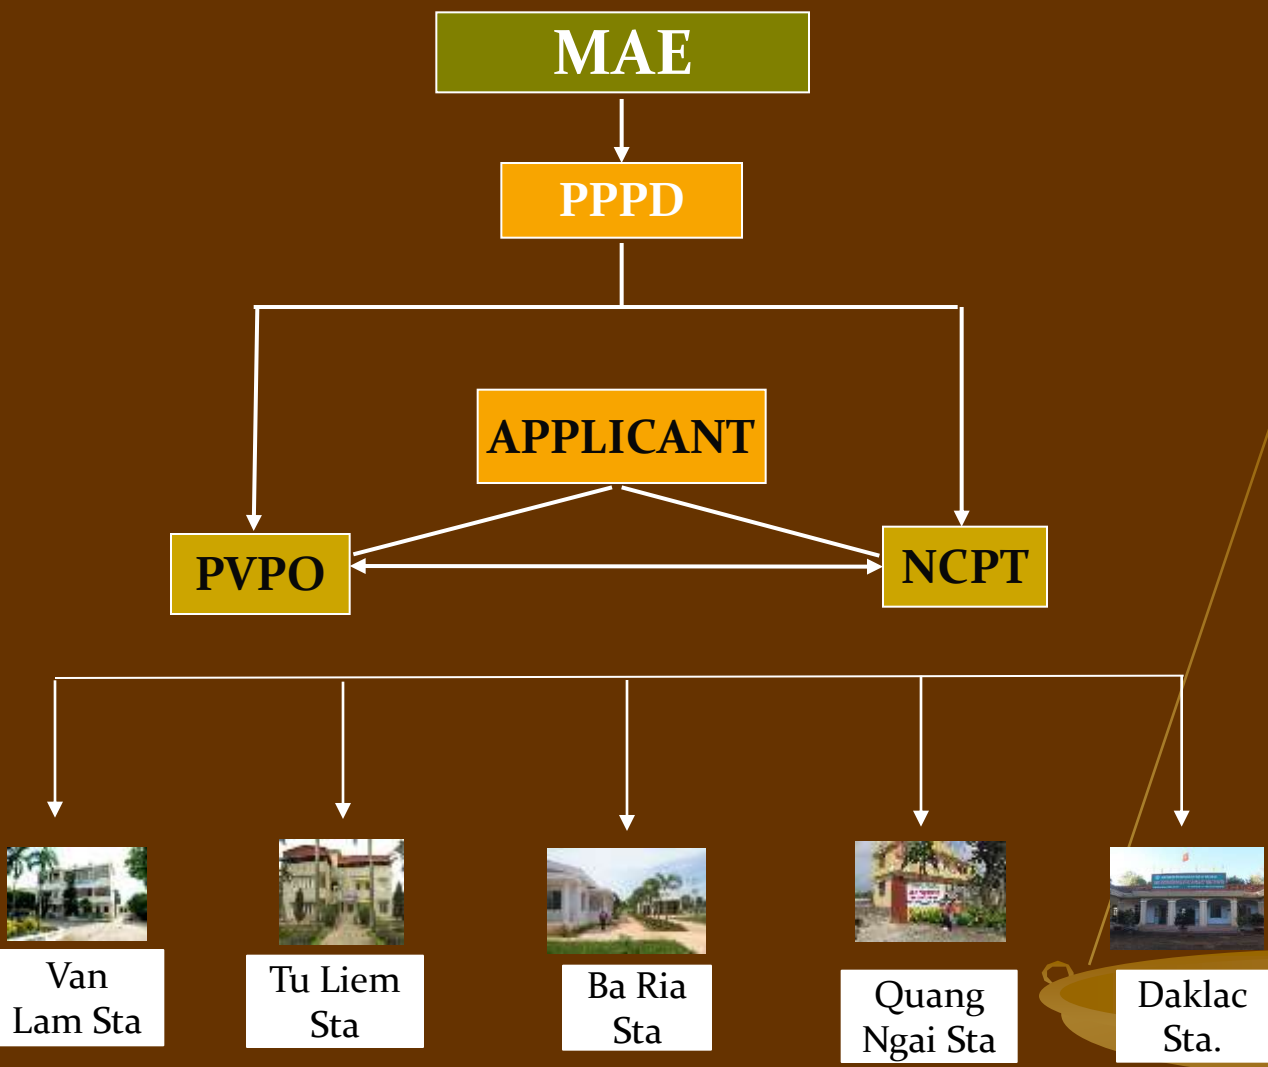 MAE
PPPD
APPLICANT
PVPO
NCPT
Van
Lam Sta
Tu Liem
Sta
Ba Ria
Sta
Quang
Ngai Sta
Daklac
Sta.